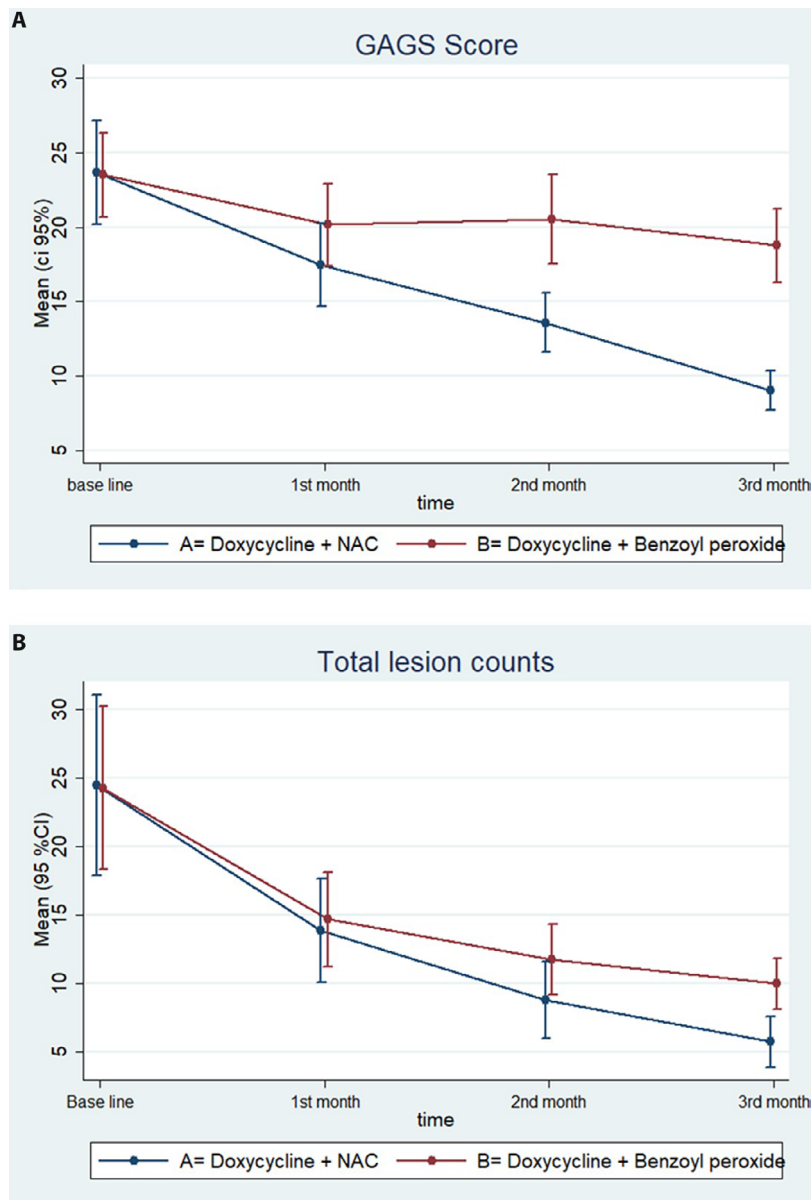 A
GAGS Score
30
25
20
15
10
5
Mean (ci 95%)
base line 1st month 2nd month 3rd month
time
A= Doxycycline + NAC B= Doxycycline + Benzoyl peroxide
B
Total lesion counts
30
25
20
15
10
5
Mean (95 %CI)
Base line 1st month 2nd month 3rd month
time
A= Doxycycline + NAC B= Doxycycline + Benzoyl peroxide